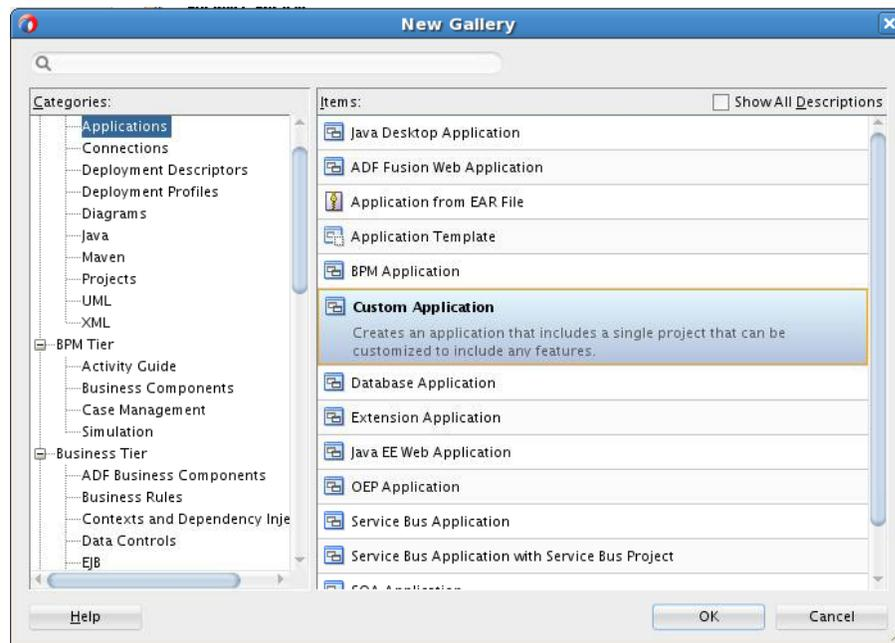 New Gallery
Categories:
Applications
Connections
Deployment Descriptors
Deployment Profiles
Diagrams
Java
Maven
Projects
UML
XML
BPM Tier
Activity Guide
Business Components
Case Management
Simulation
Business Tier
ADF Business Components
Business Rules
Contexts and Dependency Inje
Data Controls
EJB
Items:
Show All Descriptions
Java Desktop Application
ADF Fusion Web Application
Application from EAR File
Application Template
BPM Application
Custom Application
Creates an application that includes a single project that can be
customized to include any features.
Database Application
Extension Application
Java EE Web Application
OEP Application
Service Bus Application
Service Bus Application with Service Bus Project
Help
OK
Cancel